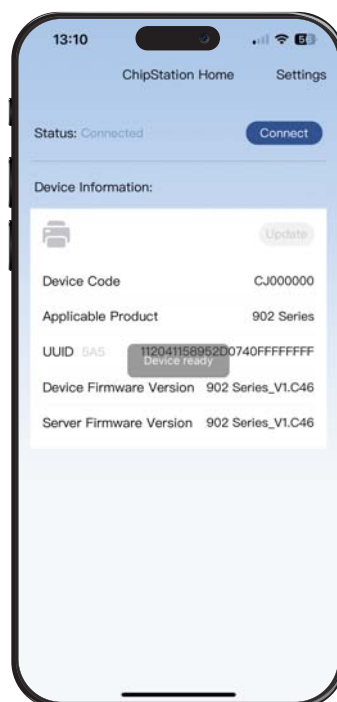 13:10
ChipStation Home Settings
Status: Connected Connect
Device Information:
Update
Device Code CJ000000
Applicable Product 902 Series
UUID 5A5 112041158952D0740FFFFFFFF
Device ready
Device Firmware Version 902 Series_V1.C46
Server Firmware Version 902 Series_V1.C46